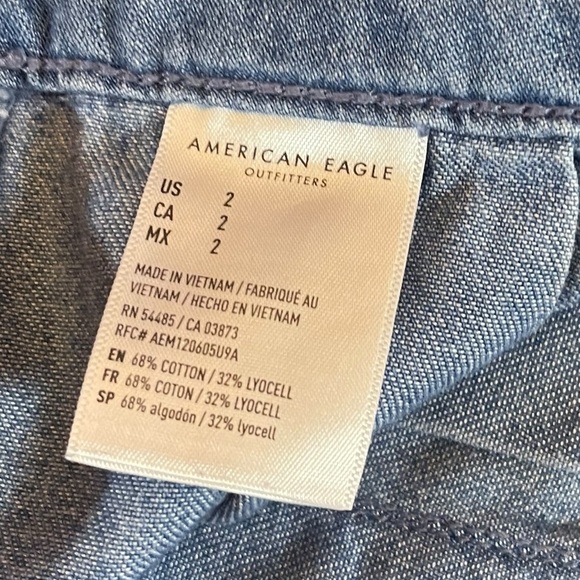 AMERICAN EAGLE
OUTFITTERS
US 2
CA 2
MX 2
MADE IN VIETNAM / FABRIQUÉ AU
VIETNAM / HECHO EN VIETNAM
RN 54485 / CA 03873
RFC# AEM120605U9A
EN 68% COTTON / 32% LYOCELL
FR 68% COTON / 32% LYOCELL
SP 68% algodón / 32% lyocell